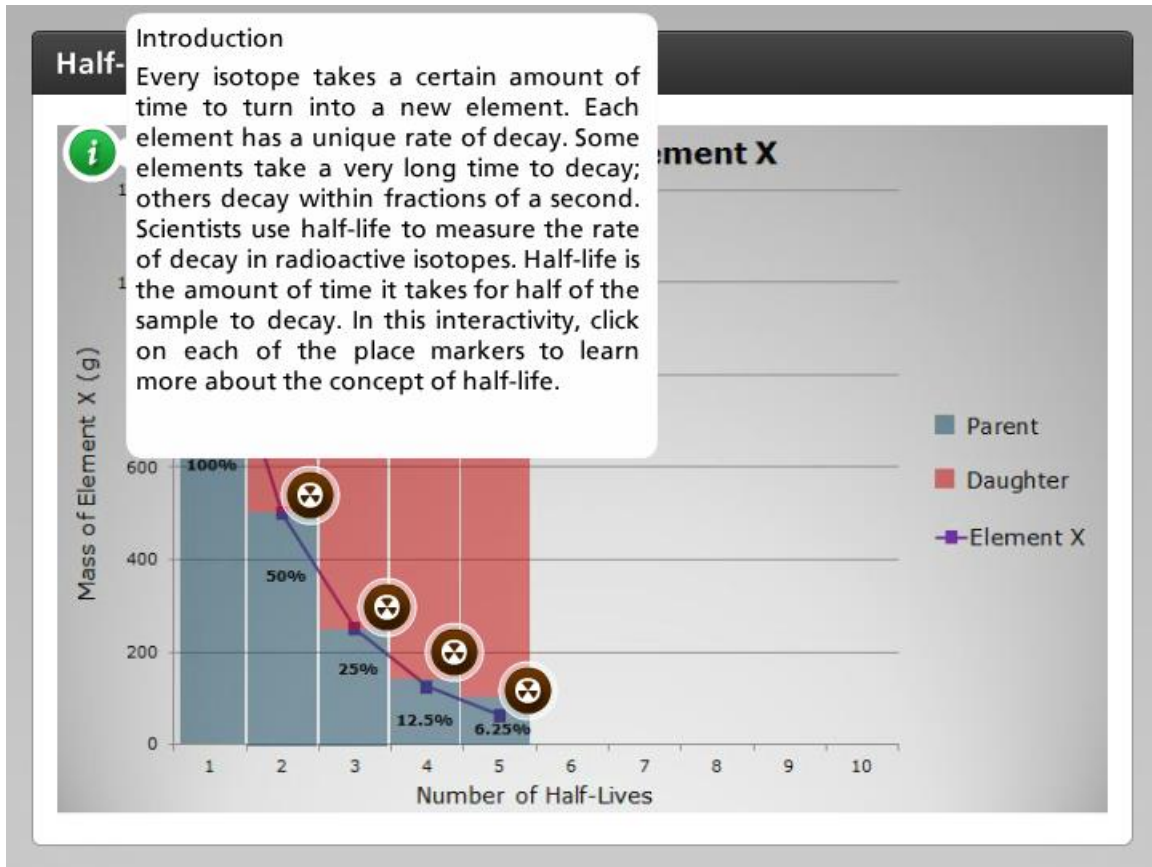 Introduction
Half-
Every isotope takes a certain amount of
time to turn into a new element. Each
element has a unique rate of decay. Some
elements take a very long time to decay;
others decay within fractions of a second.
Scientists use half-life to measure the rate
of decay in radioactive isotopes. Half-life is
the amount of time it takes for half of the
sample to decay. In this interactivity, click
on each of the place markers to learn
more about the concept of half-life.
i
ement X
1
1
Mass of Element X (g)
600
400
200
0
100%
50%
25%
12.5%
6.25%
1 2 3 4 5 6 7 8 9 10
Number of Half-Lives
Parent
Daughter
Element X